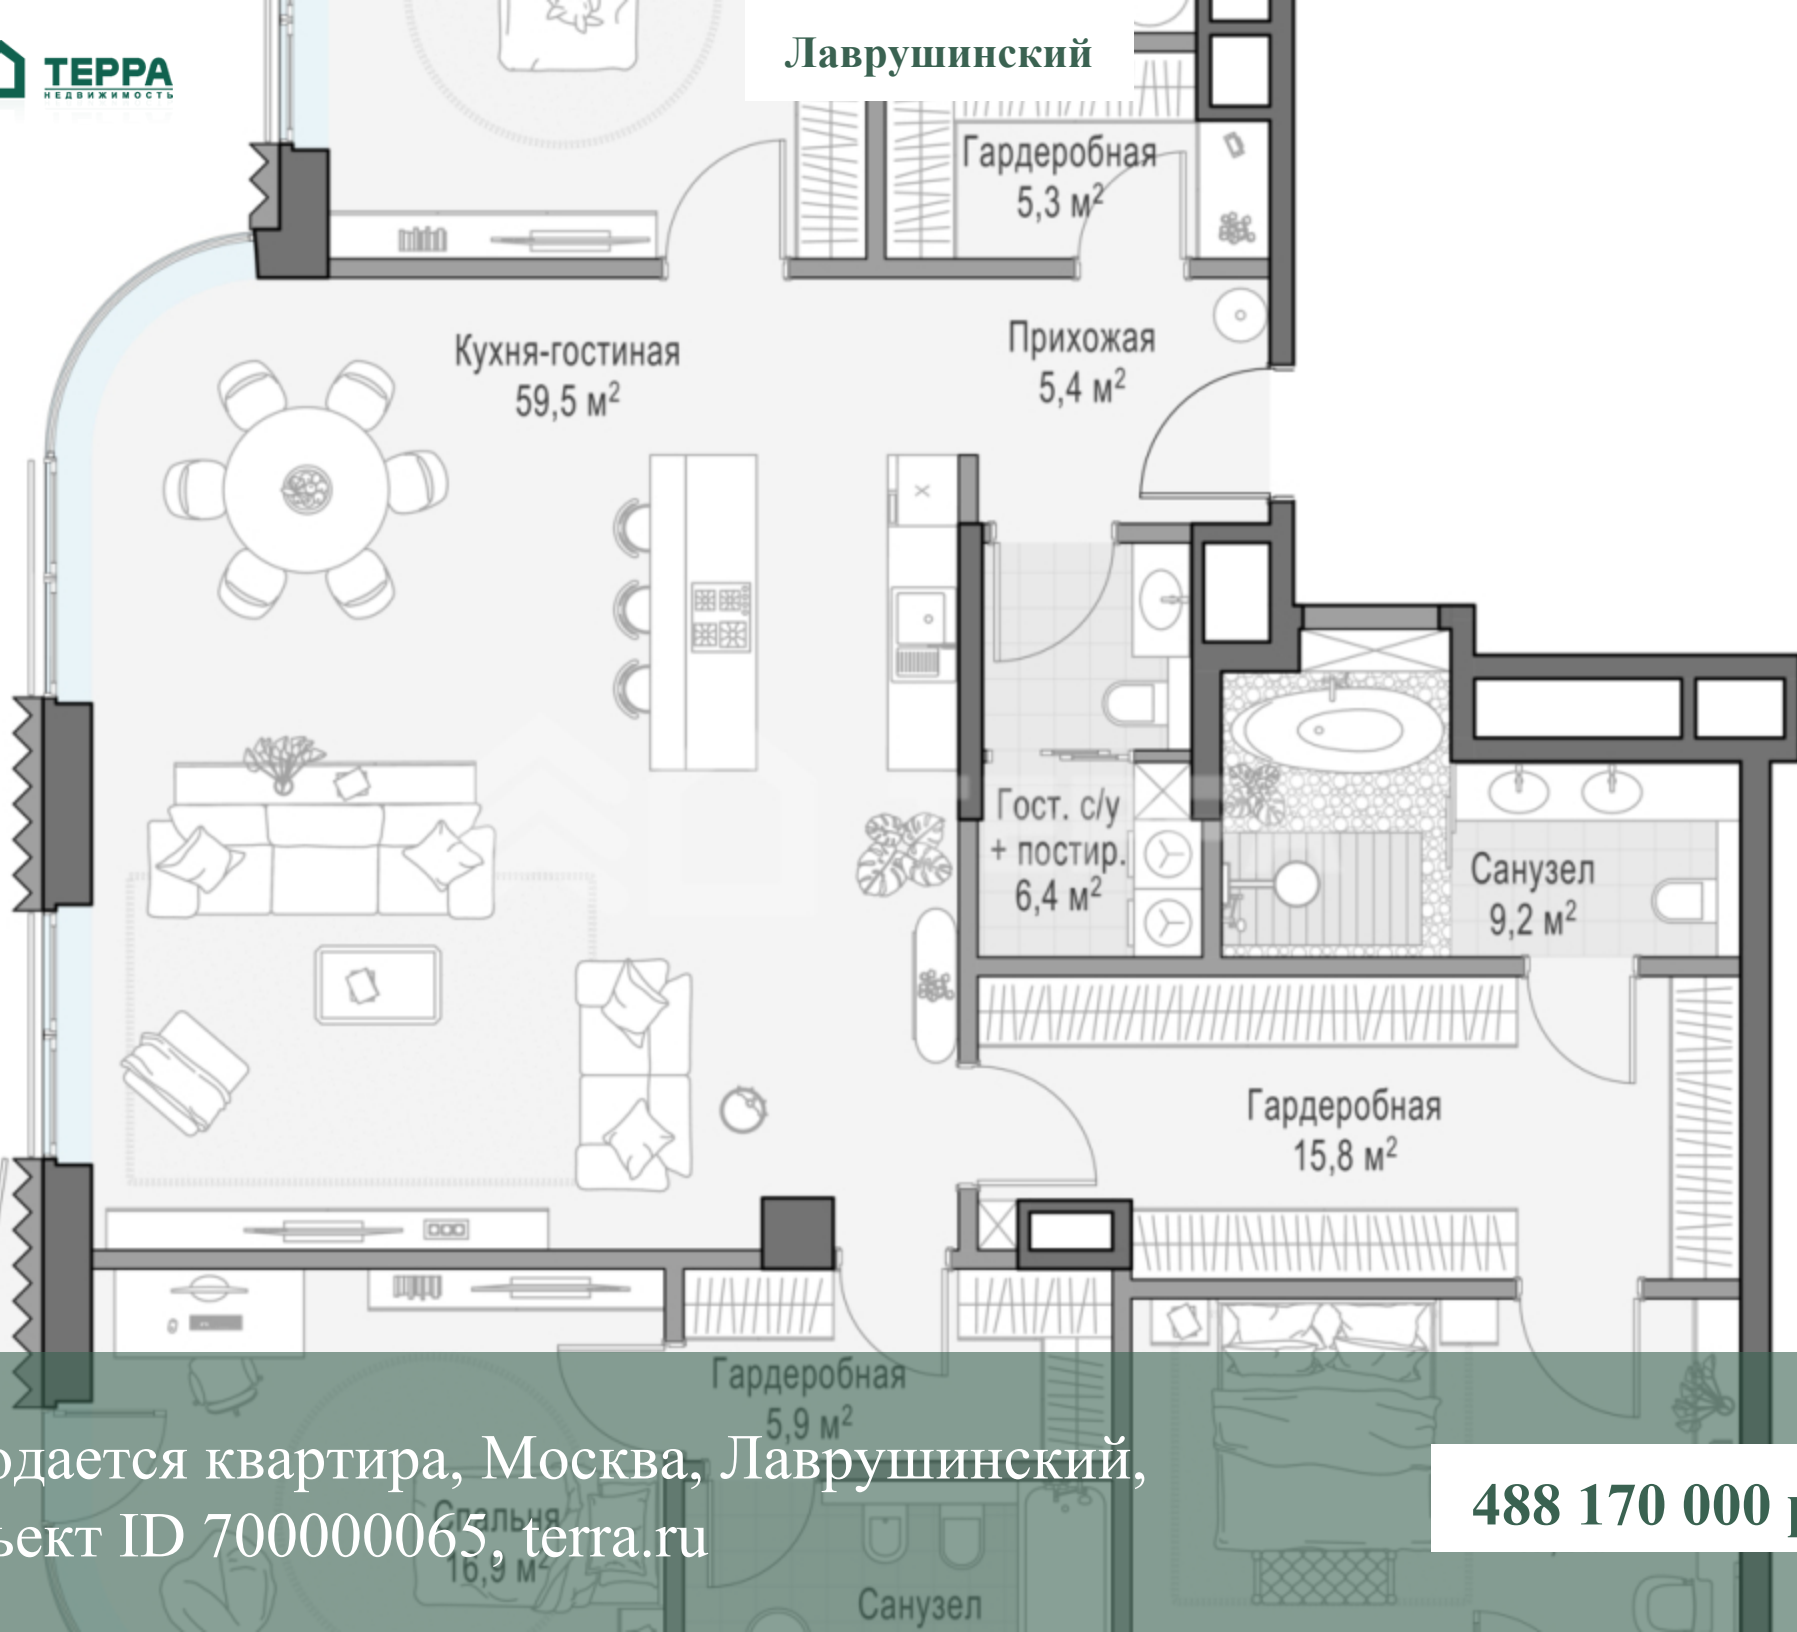 ТЕРРА
НЕДВИЖИМОСТЬ
Лаврушинский
Гардеробная
5,3 м²
Кухня-гостиная
59,5 м²
Прихожая
5,4 м²
Гост. с/у
+ постир.
6,4 м²
Санузел
9,2 м²
Гардеробная
15,8 м²
Гардеробная
5,9 м²
одается квартира, Москва, Лаврушинский,
ъект ID 700000065, terra.ru
488 170 000
Спальня
16,9 м²
Санузел